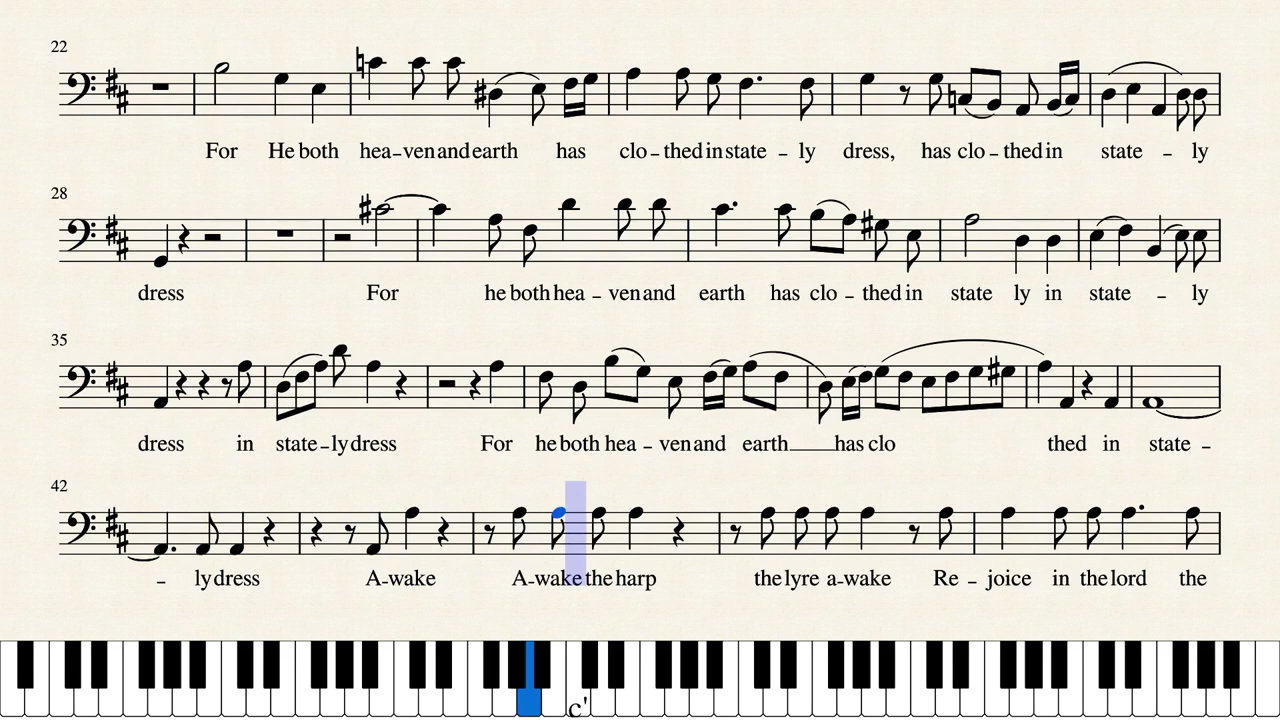 22
For He both hea – ven and earth has clo – thed in state – ly dress, has clo – thed in state – ly
28
dress For he both hea – ven and earth has clo – thed in state ly in state – ly
35
dress in state – ly dress For he both hea – ven and earth has clo thed in state –
42
– ly dress A – wake A – wake the harp the lyre a – wake Re – joice in the lord the
c'